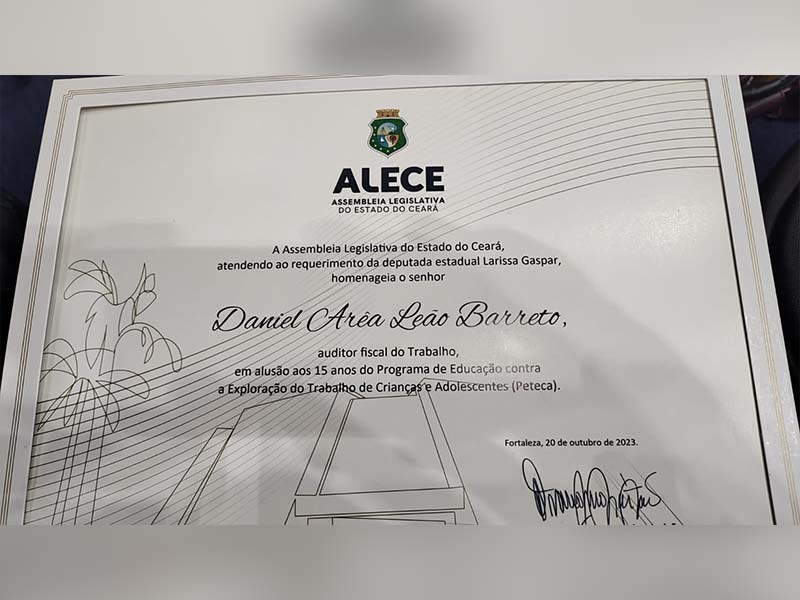 ALECE
ASSEMBLEIA LEGISLATIVA
DO ESTADO DO CEARÁ
A Assembleia Legislativa do Estado do Ceará,
atendendo ao requerimento da deputada estadual Larissa Gaspar,
homenageia o senhor
Daniel Arêa Leão Barreto,
auditor fiscal do Trabalho,
em alusão aos 15 anos do Programa de Educação contra
a Exploração do Trabalho de Crianças e Adolescentes (Peteca).
Fortaleza, 20 de outubro de 2023.